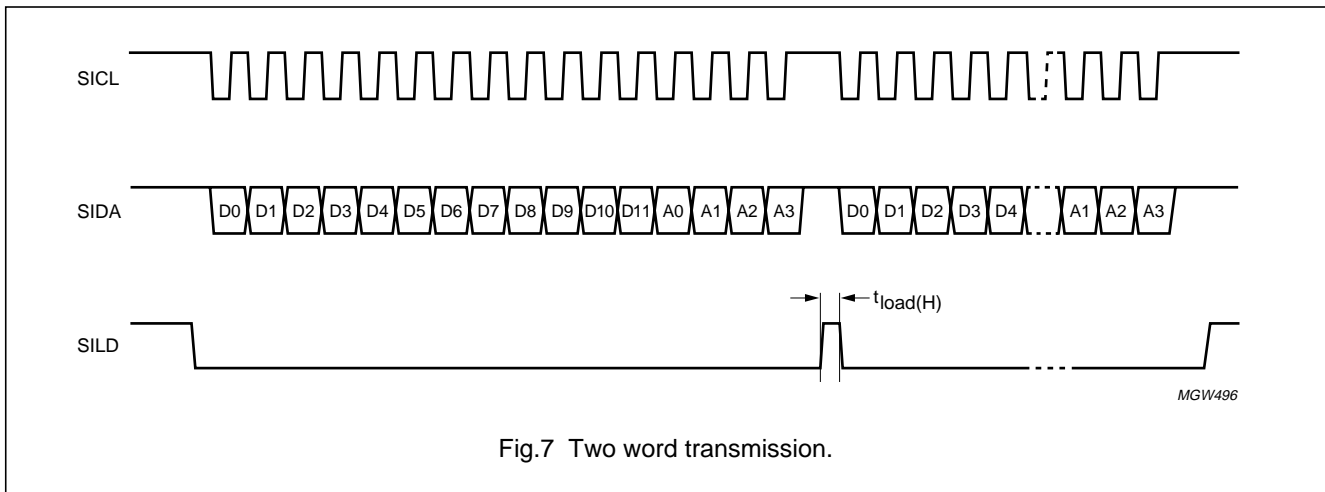 SICL
SIDA D0 D1 D2 D3 D4 D5 D6 D7 D8 D9 D10 D11 A0 A1 A2 A3 D0 D1 D2 D3 D4 A1 A2 A3
tload(H)
SILD
MGW496
Fig.7 Two word transmission.